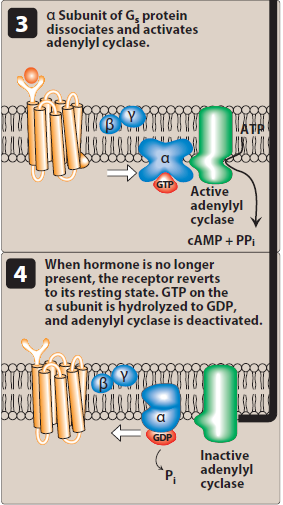 3
α Subunit of Gs protein
dissociates and activates
adenylyl cyclase.
β
γ
α
GTP
ATP
Active
adenylyl
cyclase
cAMP + PPi
4
When hormone is no longer
present, the receptor reverts
to its resting state. GTP on the
α subunit is hydrolyzed to GDP,
and adenylyl cyclase is deactivated.
β
γ
α
GDP
Pi
Inactive
adenylyl
cyclase